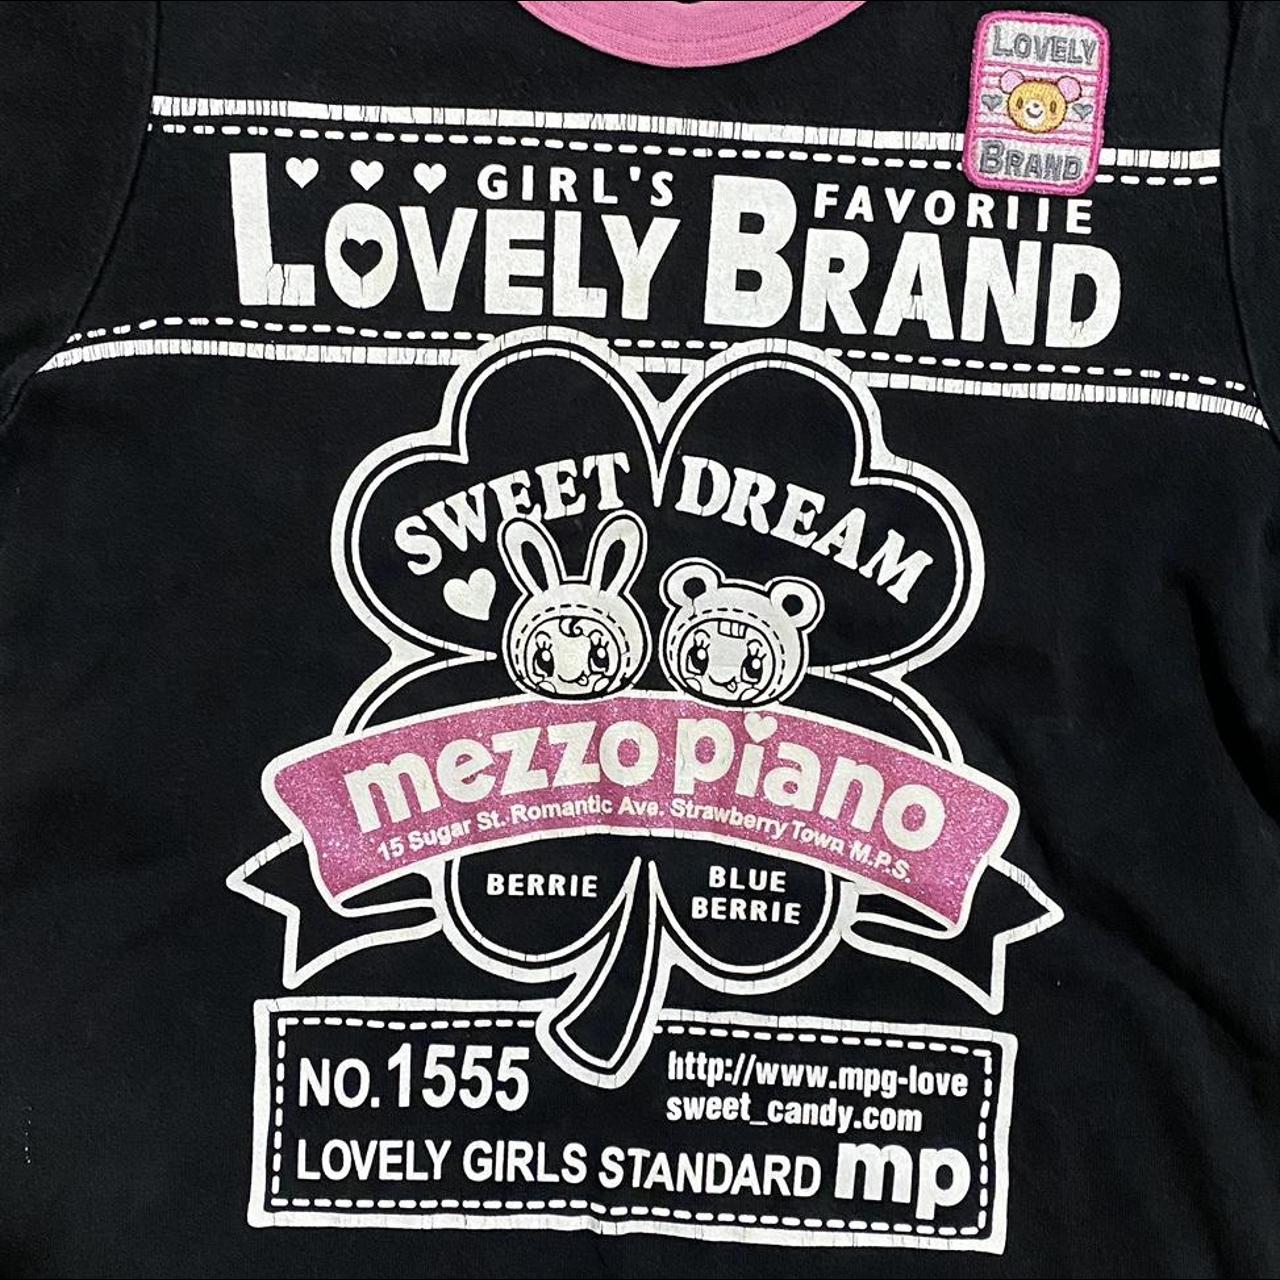 LOVELY
BRAND
GIRL'S FAVORIIE
LOVELY BRAND
SWEET DREAM
mezzo piano
15 Sugar St. Romantic Ave. Strawberry Town M.P.S.
BERRIE
BLUE
BERRIE
NO.1555
http://www.mpg-love
sweet_candy.com
LOVELY GIRLS STANDARD mp